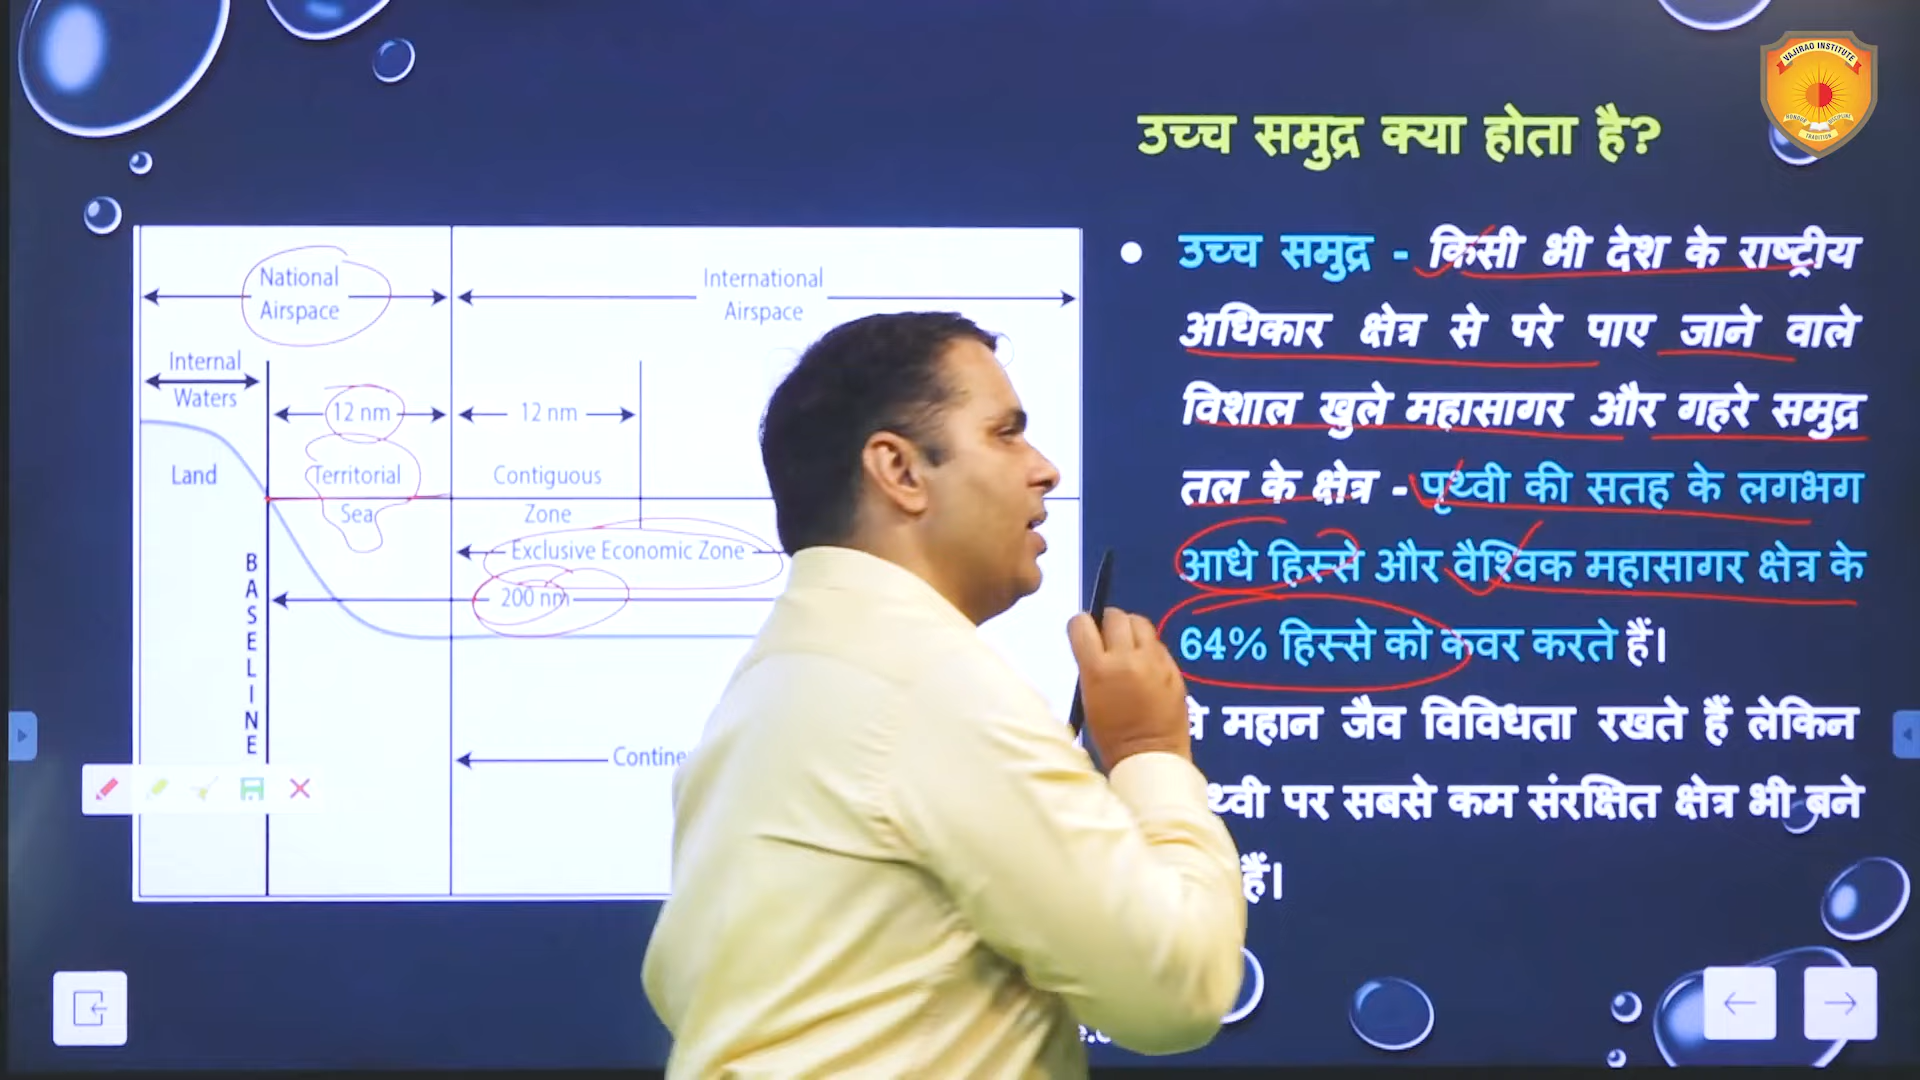 VAJIRAO INSTITUTE
TRADITION
उच्च समुद्र क्या होता है?
National
Airspace
International
Airspace
Internal
Waters
12 nm
12 nm
Land
Territorial
Sea
Contiguous
Zone
Exclusive Economic Zone
200 nm
BASELINE
उच्च समुद्र - किसी भी देश के राष्ट्रीय
अधिकार क्षेत्र से परे पाए जाने वाले
विशाल खुले महासागर और गहरे समुद्र
तल के क्षेत्र - पृथ्वी की सतह के लगभग
आधे हिस्से और वैश्विक महासागर क्षेत्र के
64% हिस्से को कवर करते हैं।
महान जैव विविधता रखते हैं लेकिन
पर सबसे कम संरक्षित क्षेत्र भी बने
हैं।